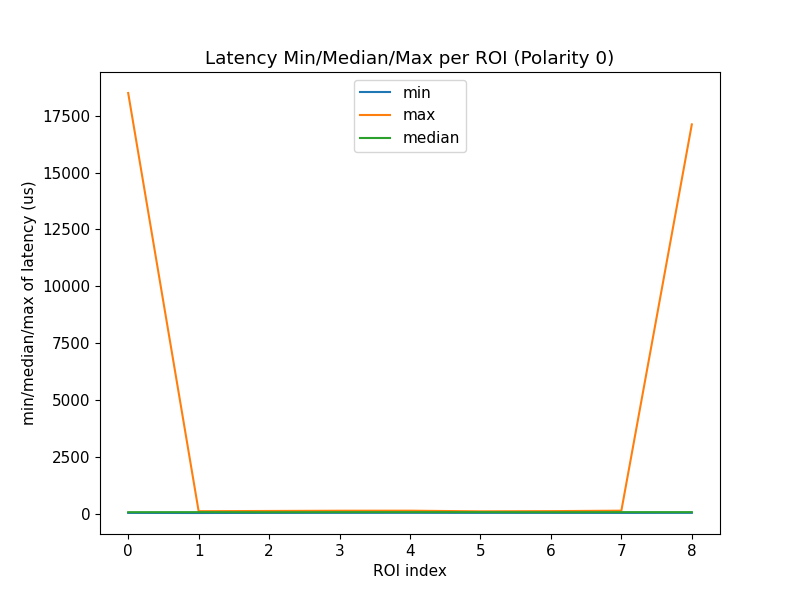 Latency Min/Median/Max per ROI (Polarity 0)
min
max
median
min/median/max of latency (us)
17500
15000
12500
10000
7500
5000
2500
0
0 1 2 3 4 5 6 7 8
ROI index